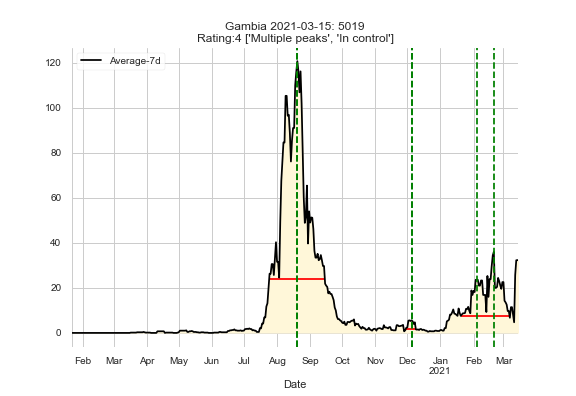 Gambia 2021-03-15: 5019
Rating:4 ['Multiple peaks', 'In control']
Average-7d
120
100
80
60
40
20
0
Feb Mar Apr May Jun Jul Aug Sep Oct Nov Dec Jan Feb Mar
2021
Date